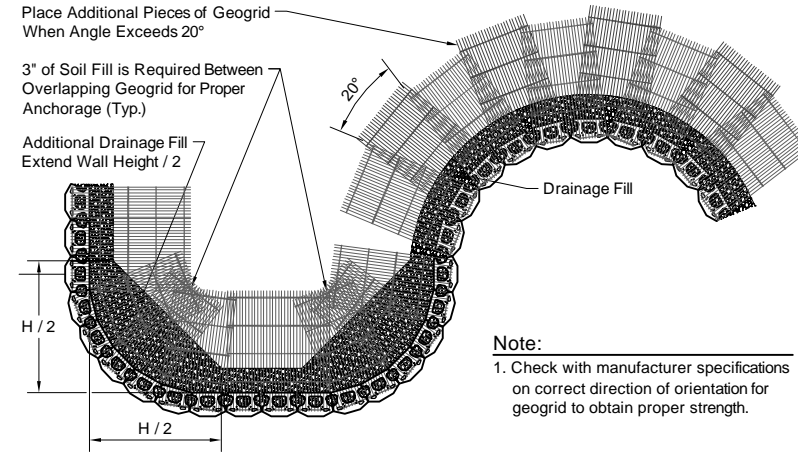 Place Additional Pieces of Geogrid
When Angle Exceeds 20°
3" of Soil Fill is Required Between
Overlapping Geogrid for Proper
Anchorage (Typ.)
Additional Drainage Fill
Extend Wall Height / 2
20°
Drainage Fill
H / 2
H / 2
Note:
1. Check with manufacturer specifications
on correct direction of orientation for
geogrid to obtain proper strength.